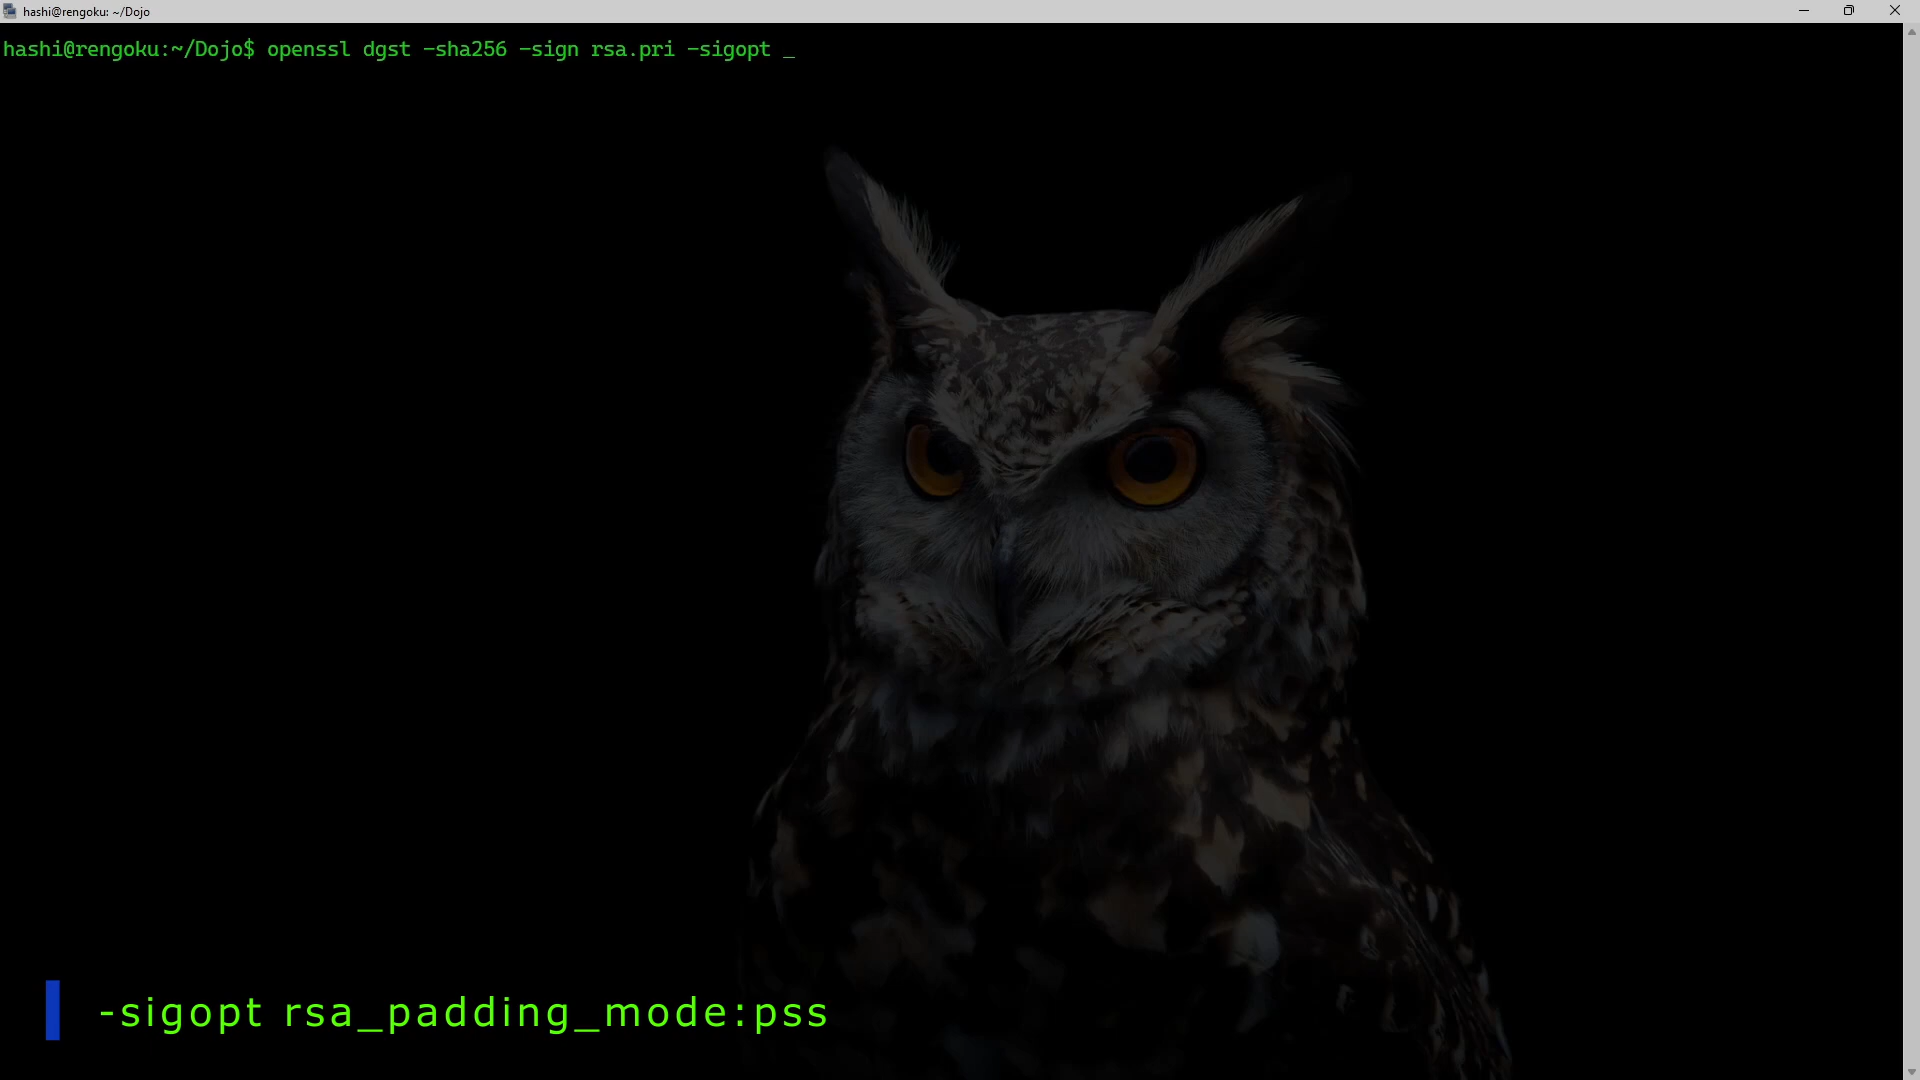 hashi@rengoku: ~/Dojo
hashi@rengoku:~/Dojo$ openssl dgst -sha256 -sign rsa.pri -sigopt _
-sigopt rsa_padding_mode:pss